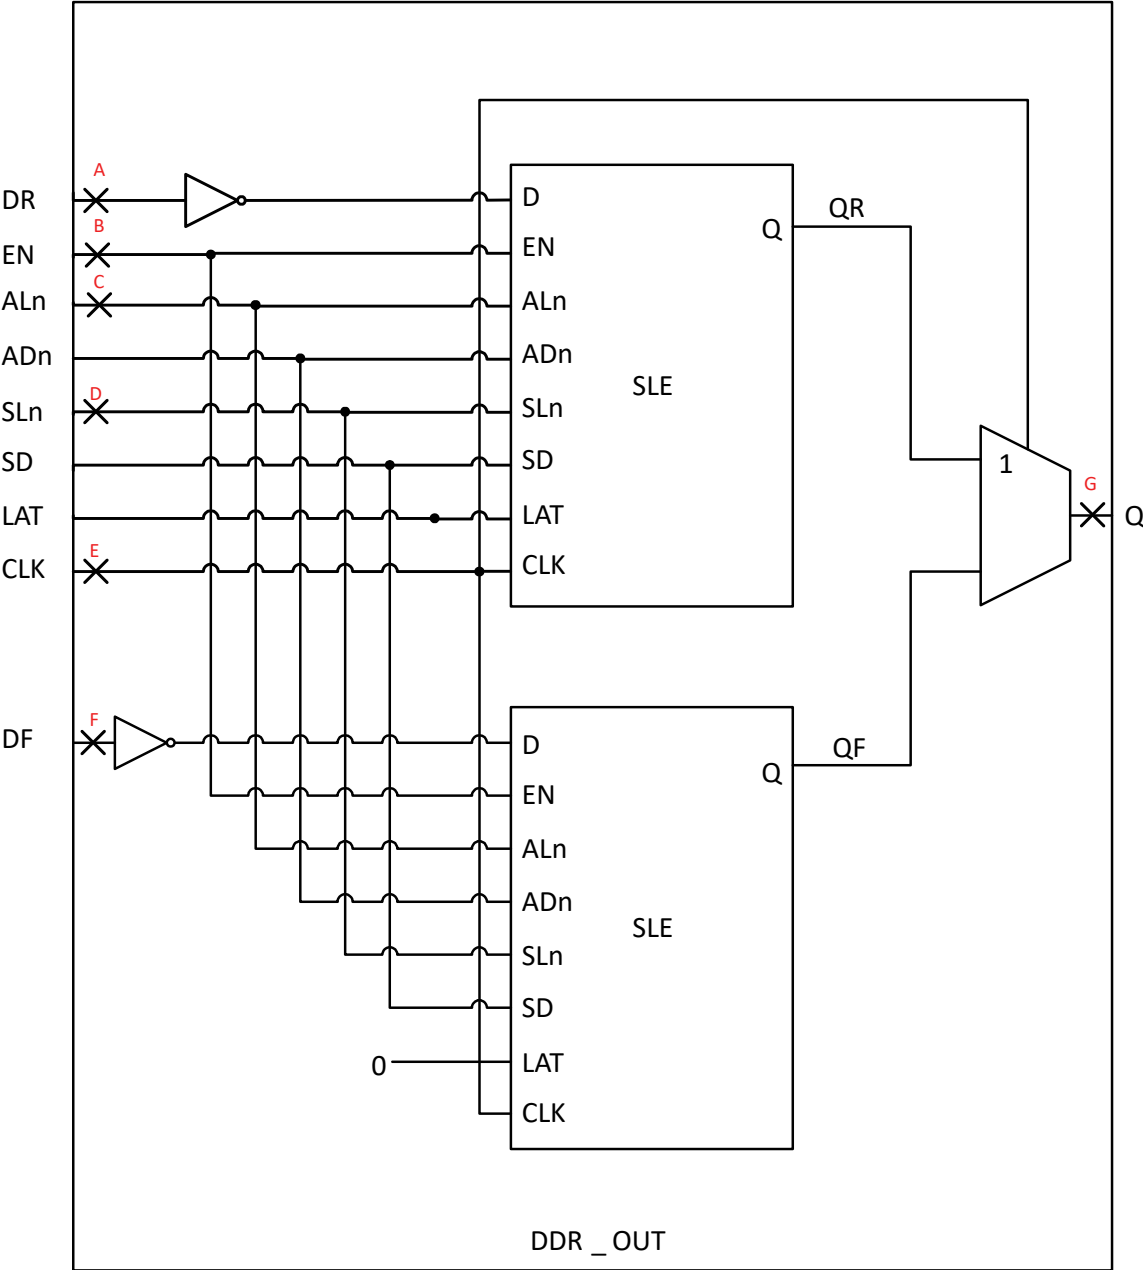 A
DR
D
QR
Q
B
EN
EN
C
ALn
ALn
ADn
ADn
SLE
D
SLn
SLn
SD
SD
1
G
LAT
LAT
Q
E
CLK
CLK
F
DF
D
QF
Q
EN
ALn
ADn
SLE
SLn
SD
0
LAT
CLK
DDR _ OUT